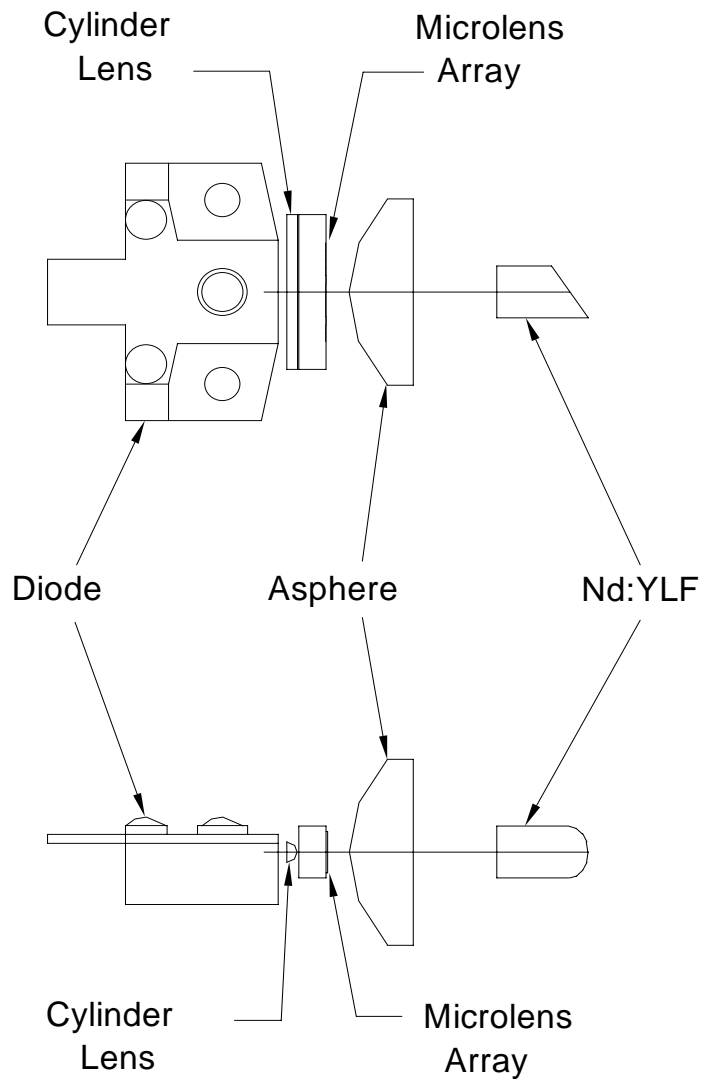 Cylinder
Lens
Microlens
Array
Diode
Asphere
Nd:YLF
Cylinder
Lens
Microlens
Array